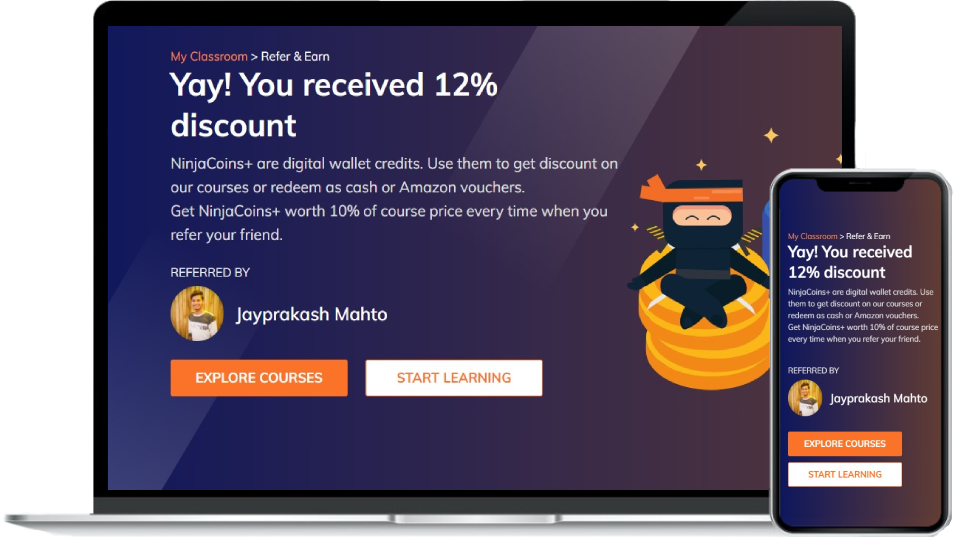 My Classroom > Refer & Earn
Yay! You received 12%
discount
NinjaCoins+ are digital wallet credits. Use them to get discount on
our courses or redeem as cash or Amazon vouchers.
Get NinjaCoins+ worth 10% of course price every time when you
refer your friend.
REFERRED BY
Jayprakash Mahto
EXPLORE COURSES
START LEARNING
My Classroom > Refer & Earn
Yay! You received
12% discount
NinjaCoins+ are digital wallet credits. Use
them to get discount on our courses or
redeem as cash or Amazon vouchers.
Get NinjaCoins+ worth 10% of course price
every time when you refer your friend.
REFERRED BY
Jayprakash Mahto
EXPLORE COURSES
START LEARNING